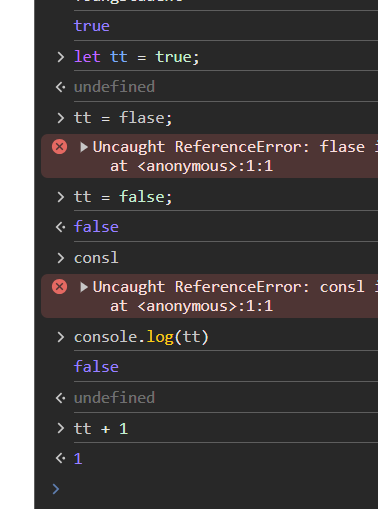 true
let tt = true;
undefined
tt = flase;
Uncaught ReferenceError: flase i
at <anonymous>:1:1
tt = false;
false
consl
Uncaught ReferenceError: consl i
at <anonymous>:1:1
console.log(tt)
false
undefined
tt + 1
1